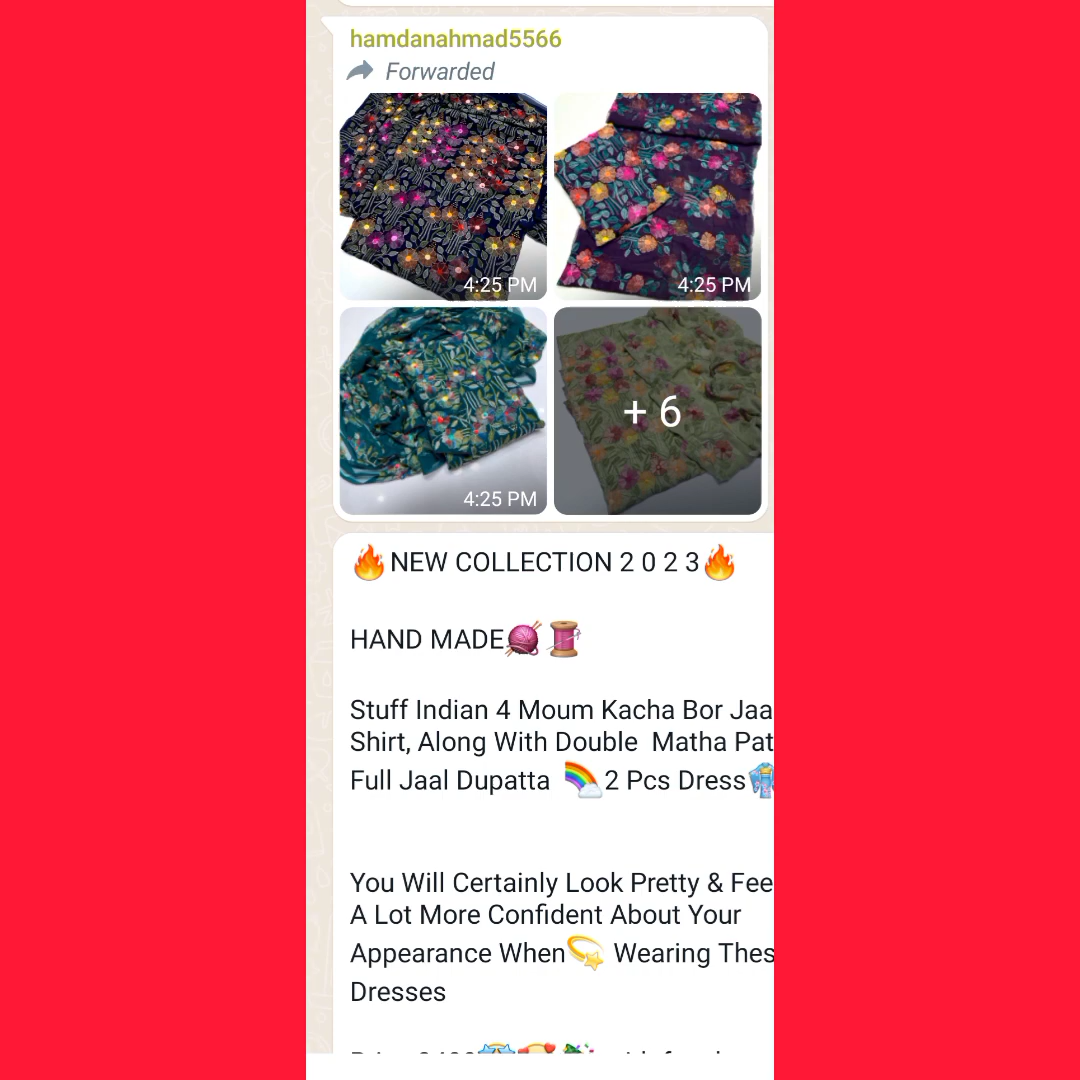 hamdanahmad5566
Forwarded
4:25 PM
4:25 PM
4:25 PM
+ 6
🔥NEW COLLECTION 2 0 2 3🔥
HAND MADE🧶🧵
Stuff Indian 4 Moum Kacha Bor Jaa
Shirt, Along With Double Matha Pat
Full Jaal Dupatta 🌈2 Pcs Dress👘
You Will Certainly Look Pretty & Fee
A Lot More Confident About Your
Appearance When💫 Wearing Thes
Dresses